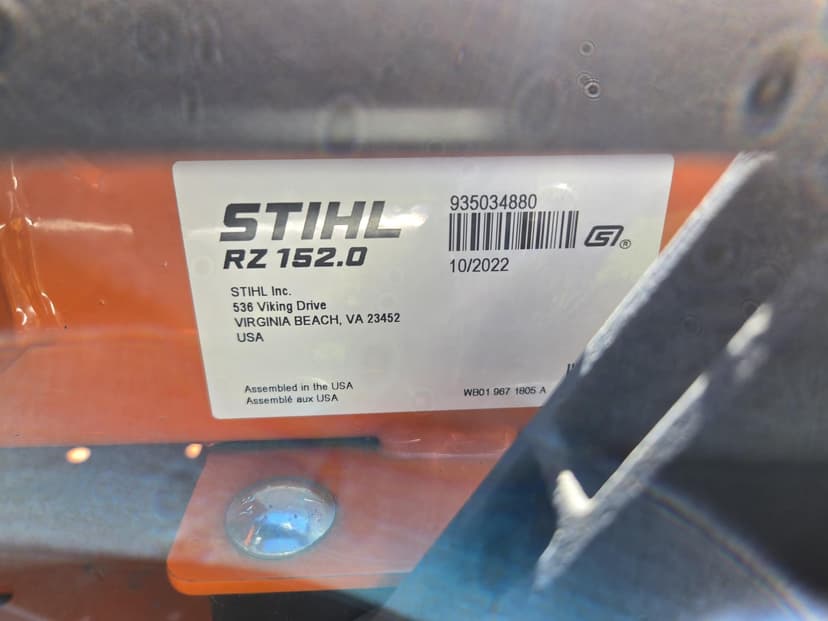 STIHL
RZ 152.0
935034880
10/2022
STIHL Inc.
536 Viking Drive
VIRGINIA BEACH, VA 23452
USA
Assembled in the USA
Assemblé aux USA
WB01 967 1805 A